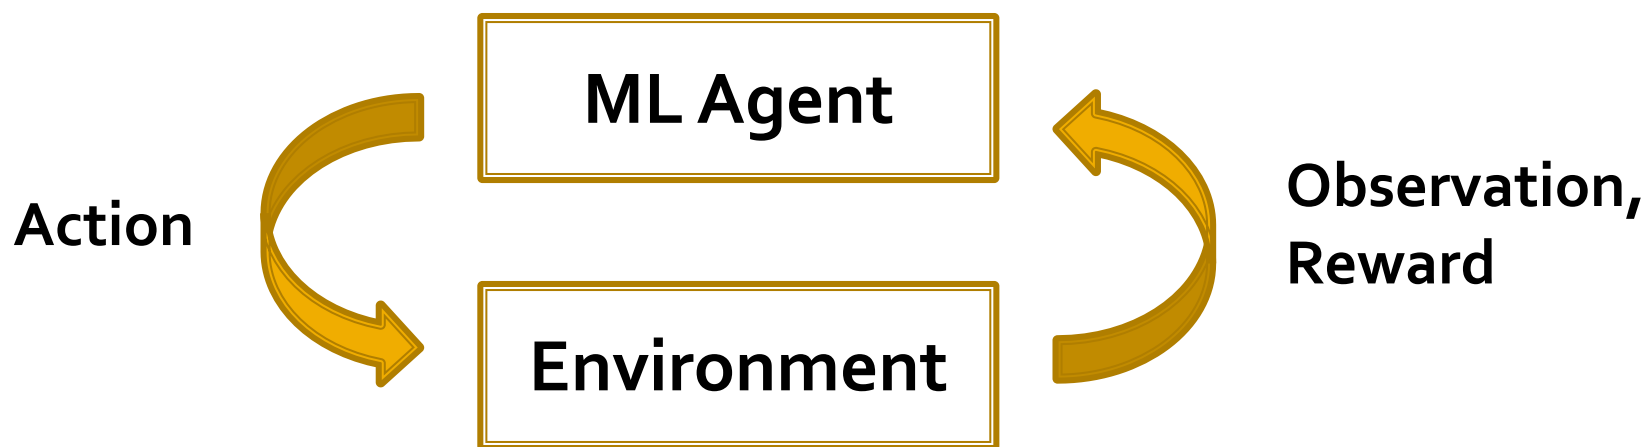 ML Agent
Action
Observation,
Reward
Environment